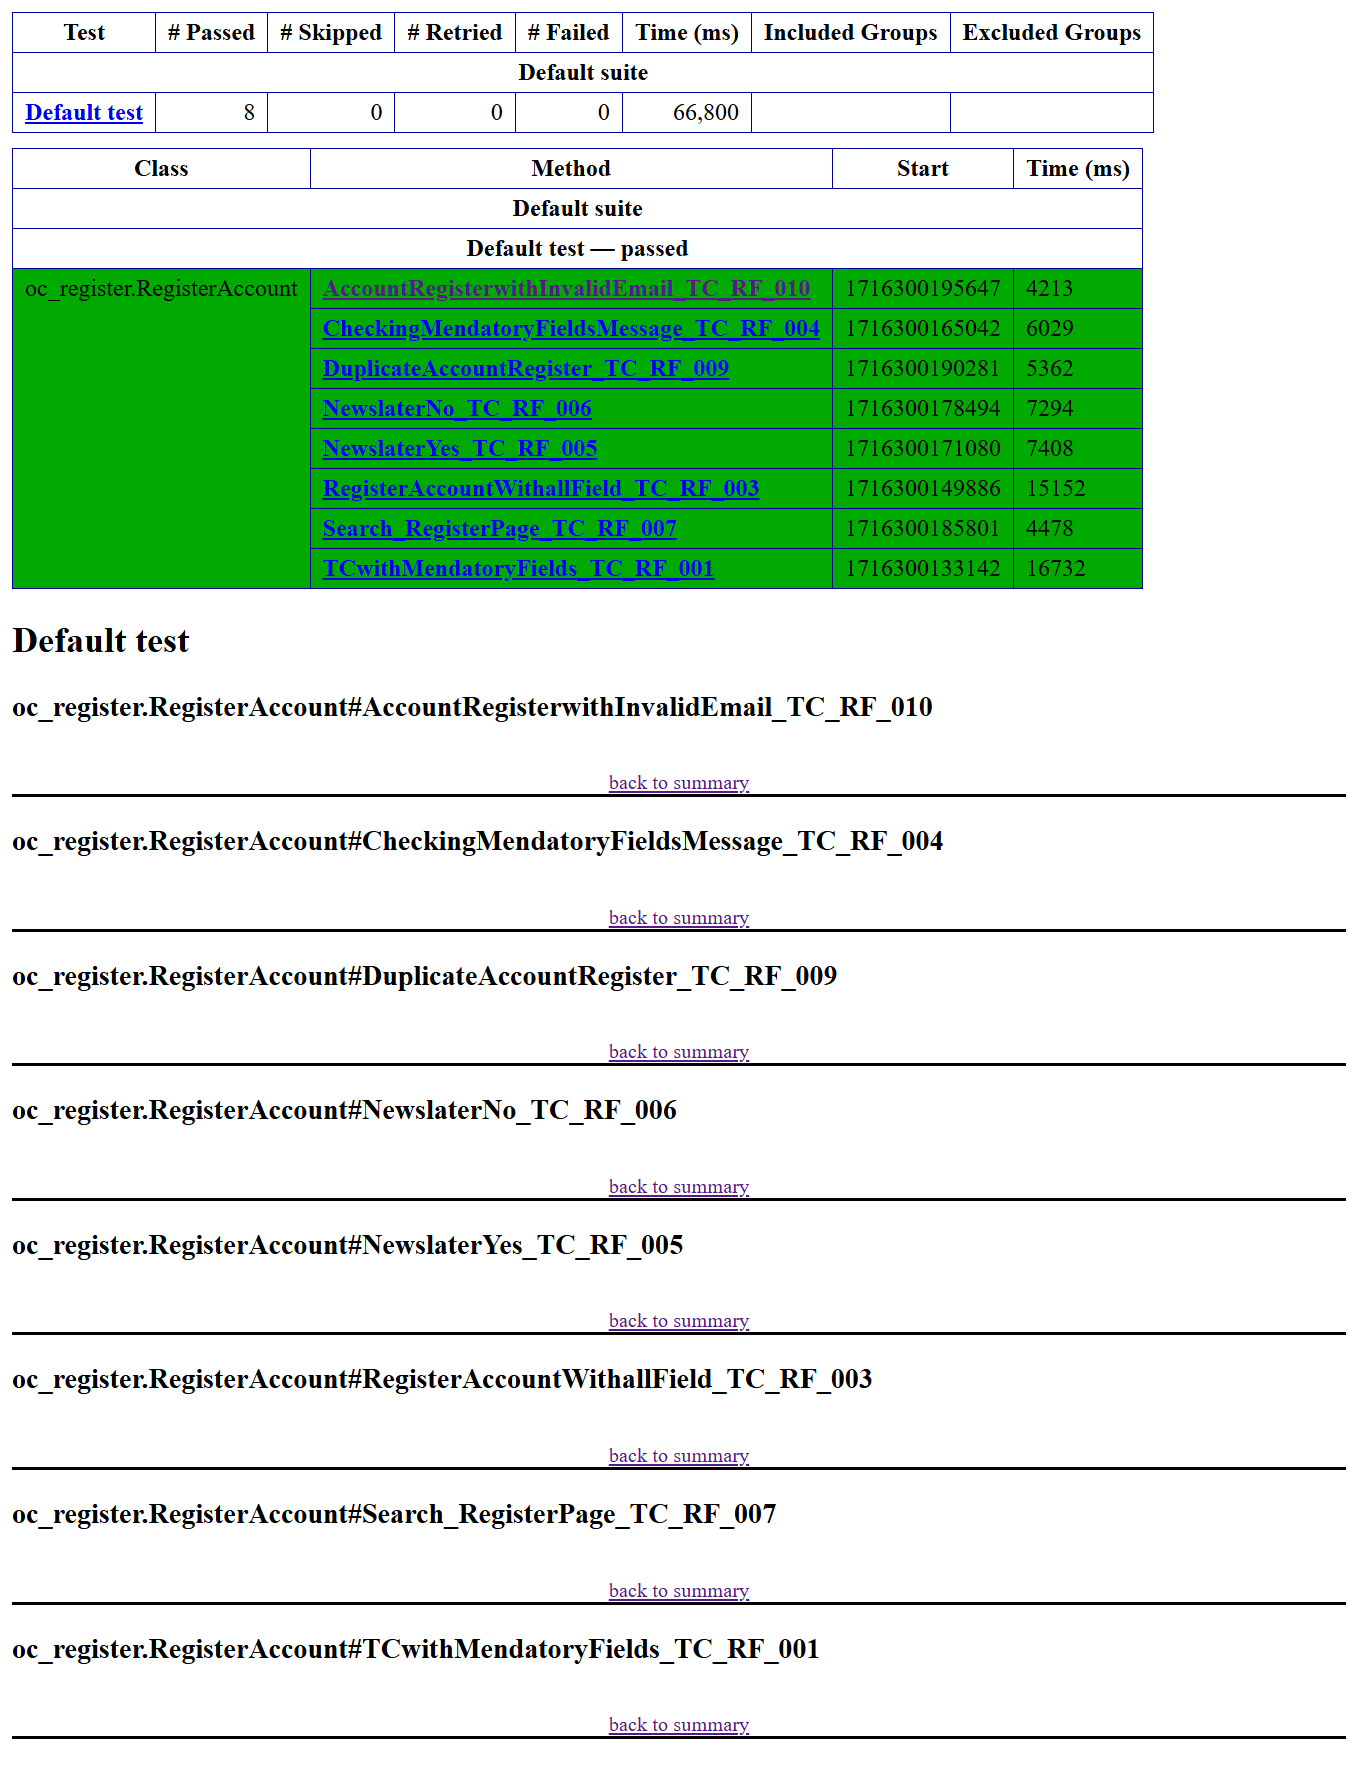 Test # Passed # Skipped # Retried # Failed Time (ms) Included Groups Excluded Groups
Default suite
Default test 8 0 0 0 66,800
Class Method Start Time (ms)
Default suite
Default test — passed
oc_register.RegisterAccount AccountRegisterwithInvalidEmail_TC_RF_010 1716300195647 4213
CheckingMendatoryFieldsMessage_TC_RF_004 1716300165042 6029
DuplicateAccountRegister_TC_RF_009 1716300190281 5362
NewslaterNo_TC_RF_006 1716300178494 7294
NewslaterYes_TC_RF_005 1716300171080 7408
RegisterAccountWithallField_TC_RF_003 1716300149886 15152
Search_RegisterPage_TC_RF_007 1716300185801 4478
TCwithMendatoryFields_TC_RF_001 1716300133142 16732
Default test
oc_register.RegisterAccount#AccountRegisterwithInvalidEmail_TC_RF_010
back to summary
oc_register.RegisterAccount#CheckingMendatoryFieldsMessage_TC_RF_004
back to summary
oc_register.RegisterAccount#DuplicateAccountRegister_TC_RF_009
back to summary
oc_register.RegisterAccount#NewslaterNo_TC_RF_006
back to summary
oc_register.RegisterAccount#NewslaterYes_TC_RF_005
back to summary
oc_register.RegisterAccount#RegisterAccountWithallField_TC_RF_003
back to summary
oc_register.RegisterAccount#Search_RegisterPage_TC_RF_007
back to summary
oc_register.RegisterAccount#TCwithMendatoryFields_TC_RF_001
back to summary